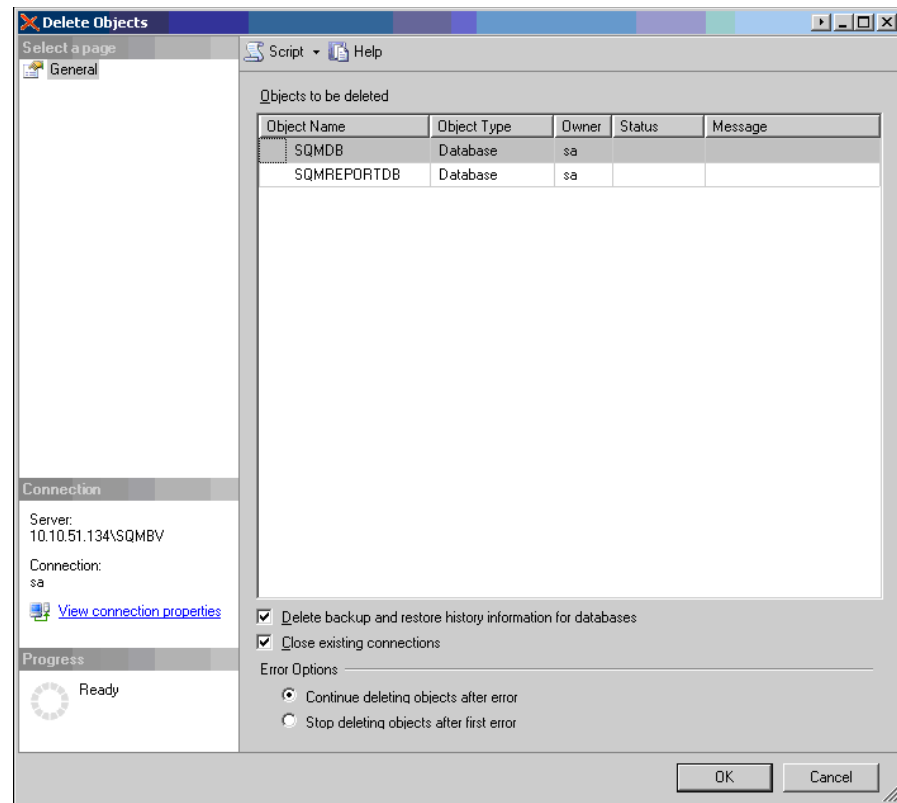 Delete Objects
Select a page
General
Script Help
Objects to be deleted
Object Name Object Type Owner Status Message
SQMDB Database sa
SQMREPORTDB Database sa
Connection
Server:
10.10.51.134\SQMBV
Connection:
sa
View connection properties
Progress
Ready
Delete backup and restore history information for databases
Close existing connections
Error Options
Continue deleting objects after error
Stop deleting objects after first error
OK Cancel